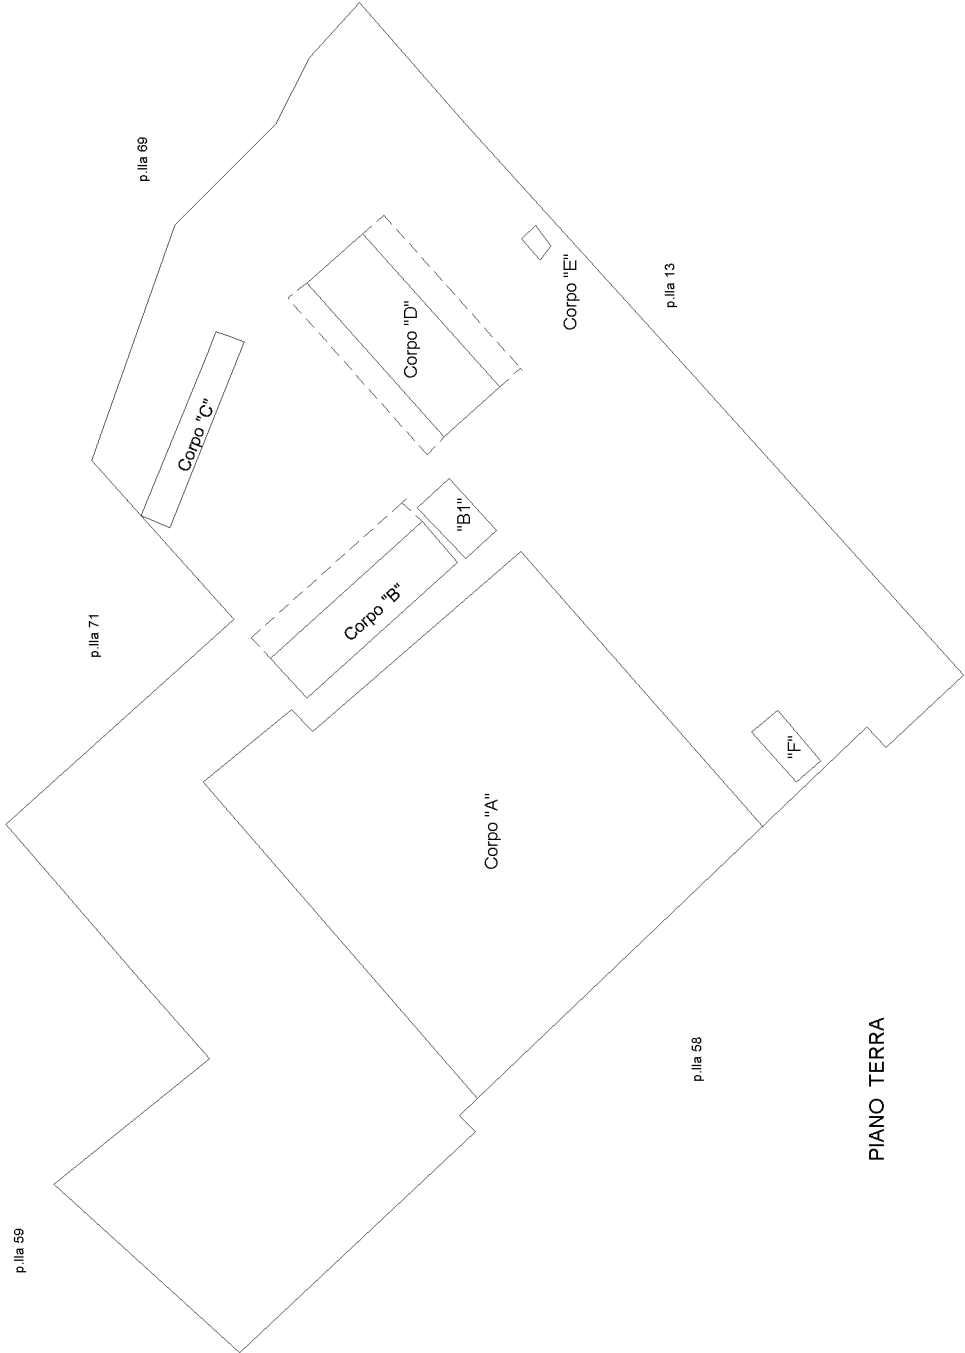 p.lla 69
p.lla 13
Corpo "E"
Corpo "D"
Corpo "C"
"B1"
Corpo "B"
p.lla 71
"F"
Corpo "A"
p.lla 58
PIANO TERRA
p.lla 59